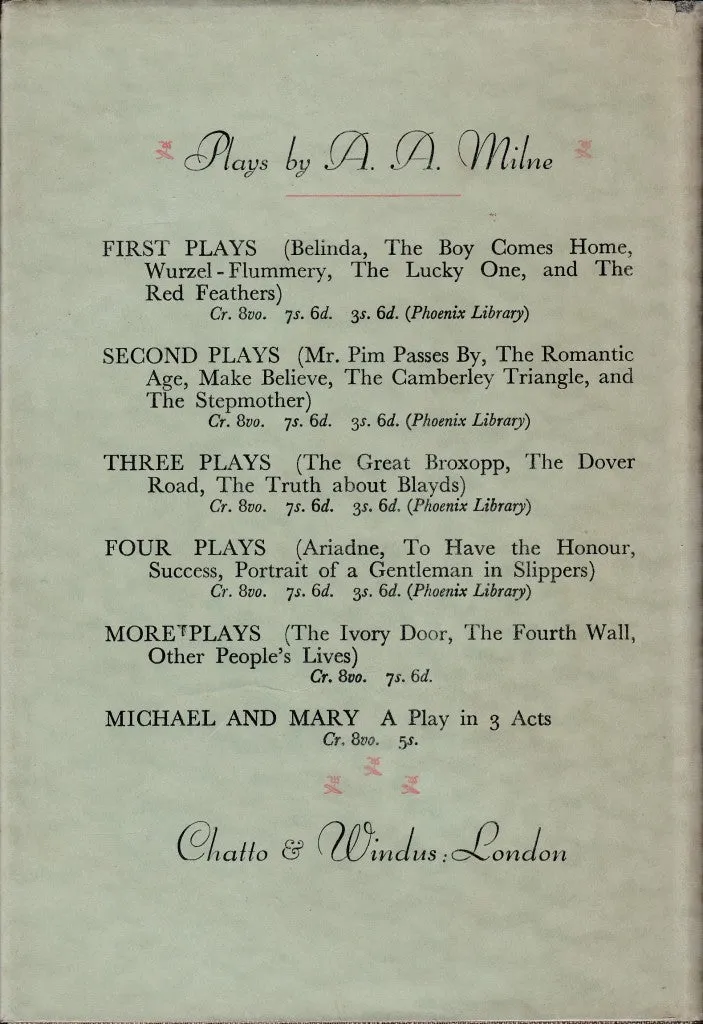 Plays by A. A. Milne
FIRST PLAYS (Belinda, The Boy Comes Home,
Wurzel-Flummery, The Lucky One, and The
Red Feathers)
Cr. 8vo. 7s. 6d. 3s. 6d. (Phoenix Library)
SECOND PLAYS (Mr. Pim Passes By, The Romantic
Age, Make Believe, The Camberley Triangle, and
The Stepmother)
Cr. 8vo. 7s. 6d. 3s. 6d. (Phoenix Library)
THREE PLAYS (The Great Broxopp, The Dover
Road, The Truth about Blayds)
Cr. 8vo. 7s. 6d. 3s. 6d. (Phoenix Library)
FOUR PLAYS (Ariadne, To Have the Honour,
Success, Portrait of a Gentleman in Slippers)
Cr. 8vo. 7s. 6d. 3s. 6d. (Phoenix Library)
MORE PLAYS (The Ivory Door, The Fourth Wall,
Other People's Lives)
Cr. 8vo. 7s. 6d.
MICHAEL AND MARY A Play in 3 Acts
Cr. 8vo. 5s.
Chatto & Windus: London